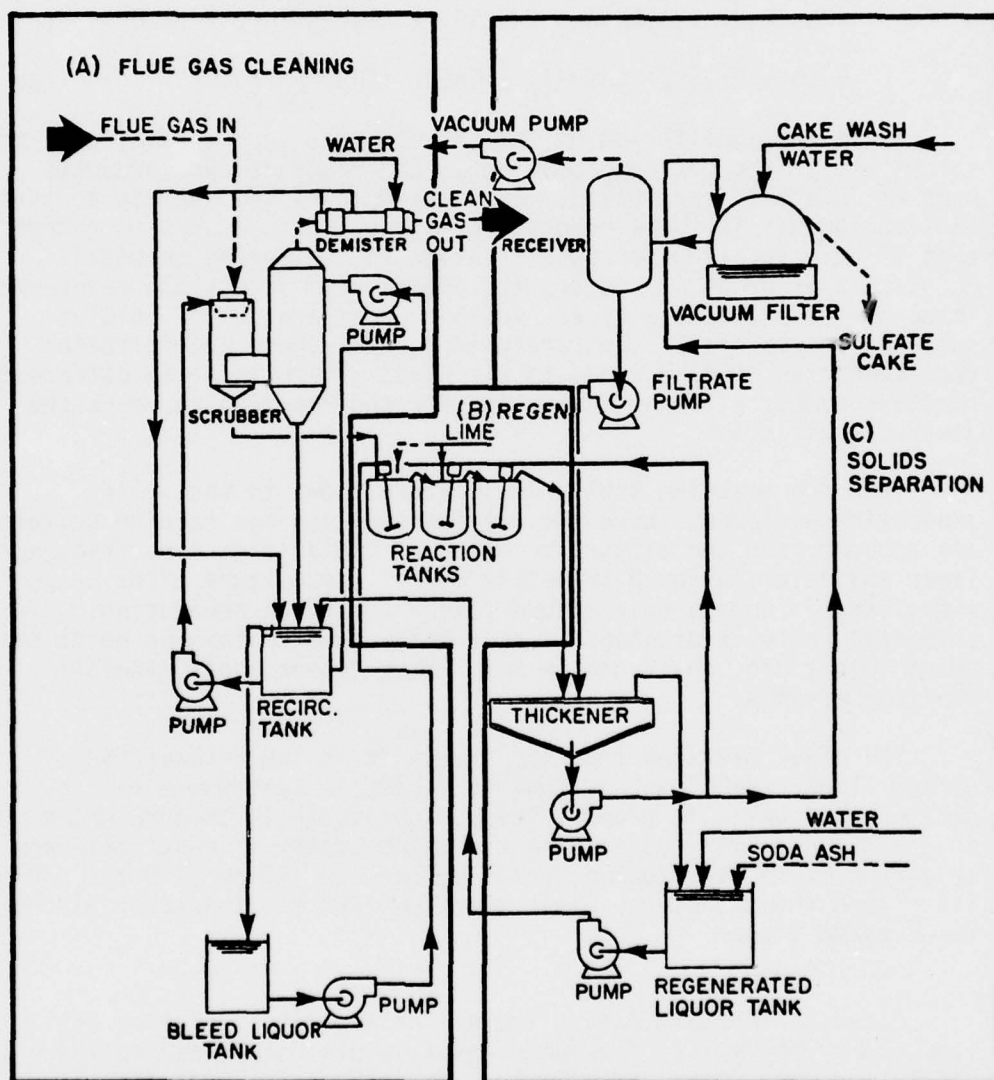 (A) FLUE GAS CLEANING
FLUE GAS IN
WATER
VACUUM PUMP
CAKE WASH
WATER
CLEAN
GAS
OUT
DEMISTER
RECEIVER
VACUUM FILTER
PUMP
SULFATE
CAKE
SCRUBBER
FILTRATE
PUMP
(B) REGEN
LIME
(C)
SOLIDS
SEPARATION
REACTION
TANKS
PUMP
RECIRC.
TANK
THICKENER
PUMP
WATER
SODA ASH
PUMP
REGENERATED
LIQUOR TANK
PUMP
BLEED LIQUOR
TANK